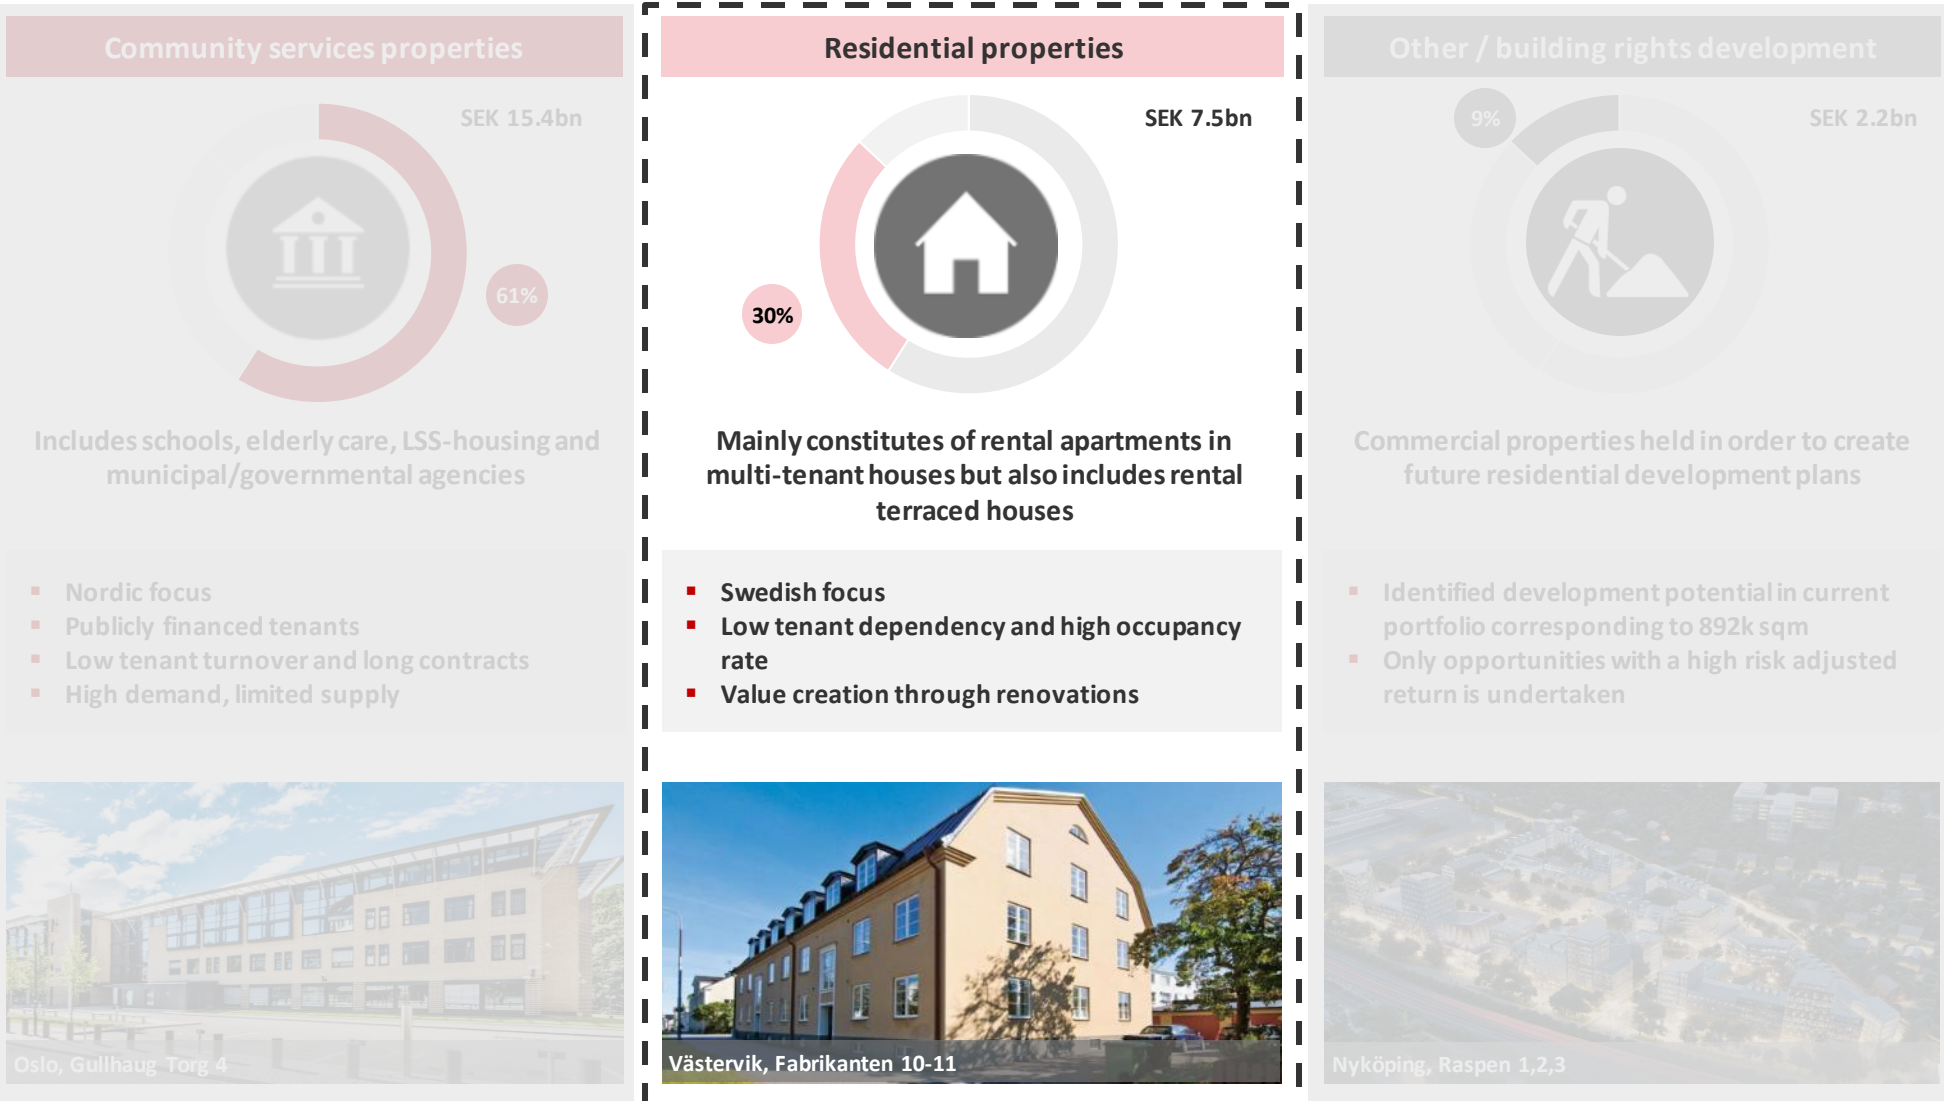 Community services properties
SEK 15.4bn
61%
Includes schools, elderly care, LSS-housing and
municipal/governmental agencies
Nordic focus
Publicly financed tenants
Low tenant turnover and long contracts
High demand, limited supply
Oslo, Gullhaug Torg 4
Residential properties
SEK 7.5bn
30%
Mainly constitutes of rental apartments in
multi-tenant houses but also includes rental
terraced houses
Swedish focus
Low tenant dependency and high occupancy
rate
Value creation through renovations
Västervik, Fabrikanten 10-11
Other / building rights development
9%
SEK 2.2bn
Commercial properties held in order to create
future residential development plans
Identified development potential in current
portfolio corresponding to 892k sqm
Only opportunities with a high risk adjusted
return is undertaken
Nyköping, Raspen 1,2,3